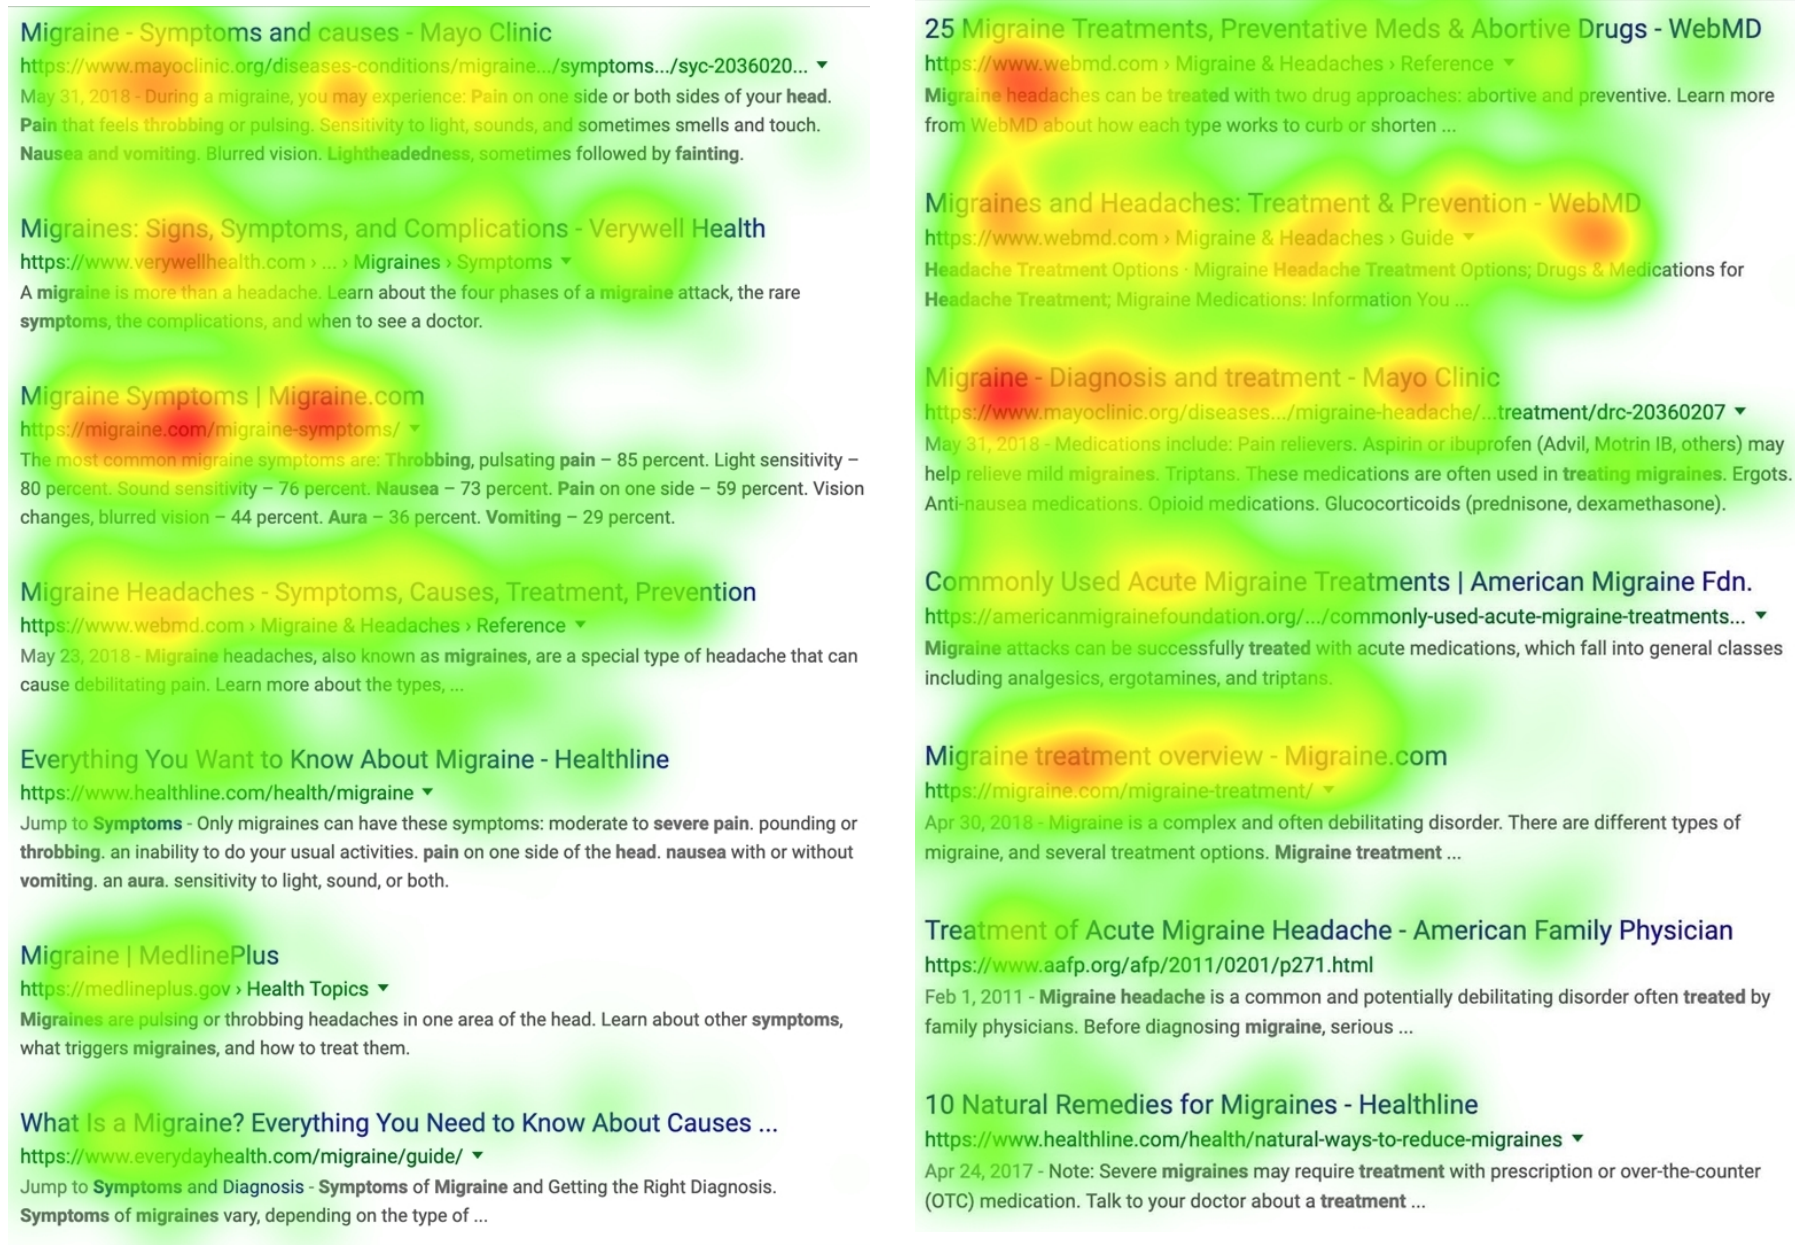 Migraine - Symptoms and causes - Mayo Clinic
https://www.mayoclinic.org/diseases-conditions/migraine.../symptoms.../syc-2036020... ▼
May 31, 2018 - During a migraine, you may experience: Pain on one side or both sides of your head.
Pain that feels throbbing or pulsing. Sensitivity to light, sounds, and sometimes smells and touch.
Nausea and vomiting. Blurred vision. Lightheadedness, sometimes followed by fainting.
Migraines: Signs, Symptoms, and Complications - Verywell Health
https://www.verywellhealth.com › ... › Migraines › Symptoms ▼
A migraine is more than a headache. Learn about the four phases of a migraine attack, the rare
symptoms, the complications, and when to see a doctor.
Migraine Symptoms | Migraine.com
https://migraine.com/migraine-symptoms/ ▼
The most common migraine symptoms are: Throbbing, pulsating pain – 85 percent. Light sensitivity –
80 percent. Sound sensitivity – 76 percent. Nausea – 73 percent. Pain on one side – 59 percent. Vision
changes, blurred vision – 44 percent. Aura – 36 percent. Vomiting – 29 percent.
Migraine Headaches - Symptoms, Causes, Treatment, Prevention
https://www.webmd.com › Migraine & Headaches › Reference ▼
May 23, 2018 - Migraine headaches, also known as migraines, are a special type of headache that can
cause debilitating pain. Learn more about the types, ...
Everything You Want to Know About Migraine - Healthline
https://www.healthline.com/health/migraine ▼
Jump to Symptoms - Only migraines can have these symptoms: moderate to severe pain. pounding or
throbbing. an inability to do your usual activities. pain on one side of the head. nausea with or without
vomiting. an aura. sensitivity to light, sound, or both.
Migraine | MedlinePlus
https://medlineplus.gov › Health Topics ▼
Migraines are pulsing or throbbing headaches in one area of the head. Learn about other symptoms,
what triggers migraines, and how to treat them.
What Is a Migraine? Everything You Need to Know About Causes ...
https://www.everydayhealth.com/migraine/guide/ ▼
Jump to Symptoms and Diagnosis - Symptoms of Migraine and Getting the Right Diagnosis.
Symptoms of migraines vary, depending on the type of ...
25 Migraine Treatments, Preventative Meds & Abortive Drugs - WebMD
https://www.webmd.com › Migraine & Headaches › Reference ▼
Migraine headaches can be treated with two drug approaches: abortive and preventive. Learn more
from WebMD about how each type works to curb or shorten ...
Migraines and Headaches: Treatment & Prevention - WebMD
https://www.webmd.com › Migraine & Headaches › Guide ▼
Headache Treatment Options · Migraine Headache Treatment Options; Drugs & Medications for
Headache Treatment; Migraine Medications: Information You ...
Migraine - Diagnosis and treatment - Mayo Clinic
https://www.mayoclinic.org/diseases.../migraine-headache/...treatment/drc-20360207 ▼
May 31, 2018 - Medications include: Pain relievers. Aspirin or ibuprofen (Advil, Motrin IB, others) may
help relieve mild migraines. Triptans. These medications are often used in treating migraines. Ergots.
Anti-nausea medications. Opioid medications. Glucocorticoids (prednisone, dexamethasone).
Commonly Used Acute Migraine Treatments | American Migraine Fdn.
https://americanmigrainefoundation.org/.../commonly-used-acute-migraine-treatments... ▼
Migraine attacks can be successfully treated with acute medications, which fall into general classes
including analgesics, ergotamines, and triptans.
Migraine treatment overview - Migraine.com
https://migraine.com/migraine-treatment/ ▼
Apr 30, 2018 - Migraine is a complex and often debilitating disorder. There are different types of
migraine, and several treatment options. Migraine treatment ...
Treatment of Acute Migraine Headache - American Family Physician
https://www.aafp.org/afp/2011/0201/p271.html
Feb 1, 2011 - Migraine headache is a common and potentially debilitating disorder often treated by
family physicians. Before diagnosing migraine, serious ...
10 Natural Remedies for Migraines - Healthline
https://www.healthline.com/health/natural-ways-to-reduce-migraines ▼
Apr 24, 2017 - Note: Severe migraines may require treatment with prescription or over-the-counter
(OTC) medication. Talk to your doctor about a treatment ...